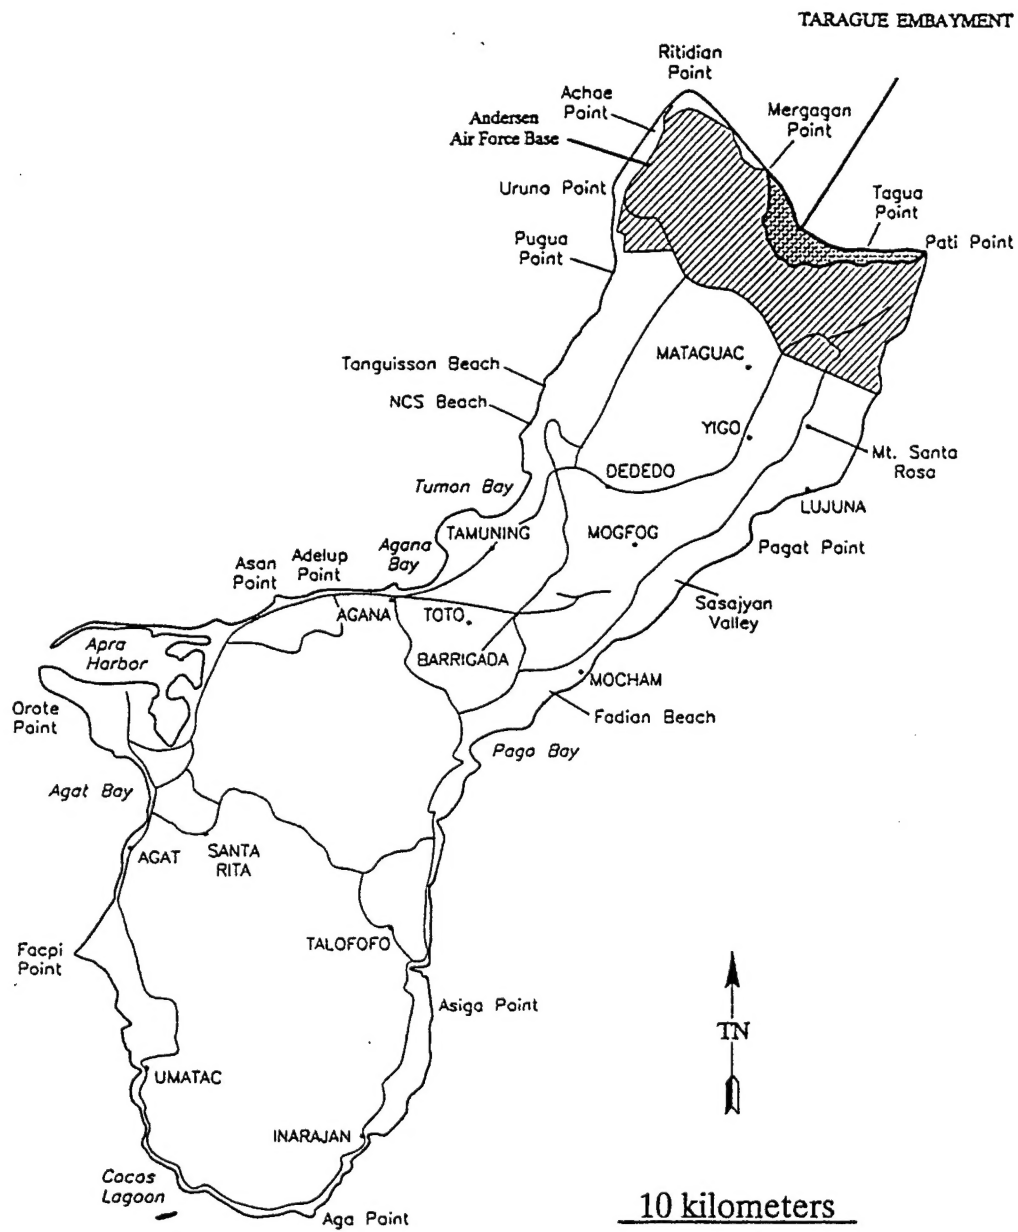 TARAGUE EMBAYMENT
Ritidian
Point
Achae
Point
Mergagan
Point
Andersen
Air Force Base
Uruno Point
Tagua
Point
Pugua
Point
Pati Point
MATAGUAC
Tanguisson Beach
NCS Beach
YIGO
Mt. Santa
Rosa
DEDEDO
Tumon Bay
LUJUNA
TAMUNING
MOGFOG
Pagat Point
Agana
Bay
Adelup
Point
Asan
Point
Sasajyan
Valley
AGANA
TOTO
Apra
Harbor
BARRIGADA
MOCHAM
Orote
Point
Fadian Beach
Pago Bay
Agat Bay
AGAT
SANTA
RITA
TALOFOFO
Facpi
Point
Asiga Point
TN
UMATAC
INARAJAN
Cocos
Lagoon
Aga Point
10 kilometers